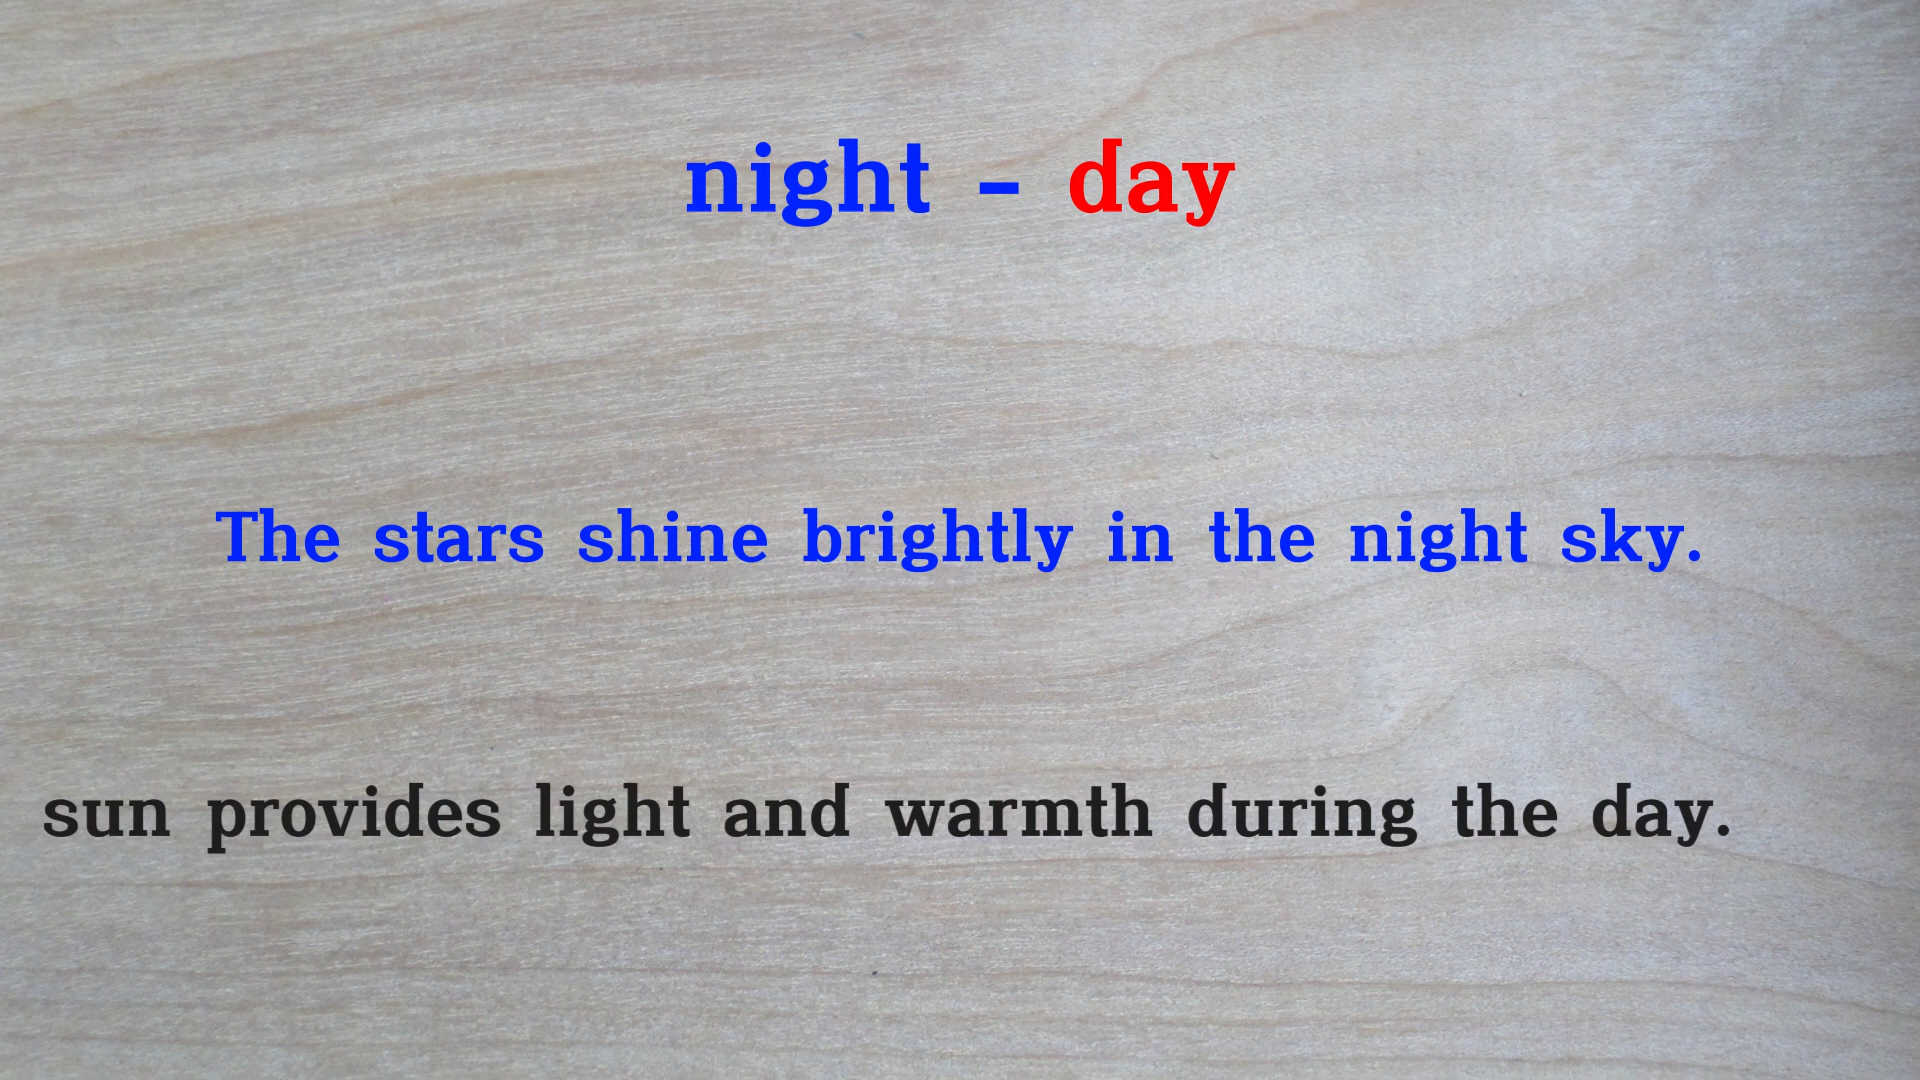 night - day
The stars shine brightly in the night sky.
sun provides light and warmth during the day.